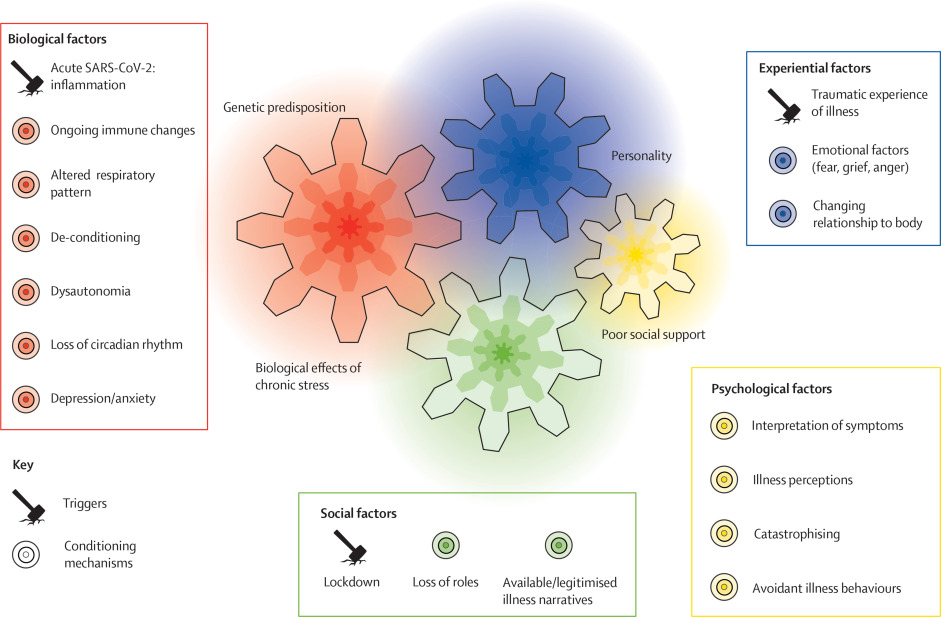 Biological factors
Acute SARS-CoV-2:
inflammation
Ongoing immune changes
Altered respiratory
pattern
De-conditioning
Dysautonomia
Loss of circadian rhythm
Depression/anxiety
Key
Triggers
Conditioning
mechanisms
Genetic predisposition
Personality
Poor social support
Biological effects of
chronic stress
Experiential factors
Traumatic experience
of illness
Emotional factors
(fear, grief, anger)
Changing
relationship to body
Psychological factors
Interpretation of symptoms
Illness perceptions
Catastrophising
Avoidant illness behaviours
Social factors
Lockdown
Loss of roles
Available/legitimised
illness narratives